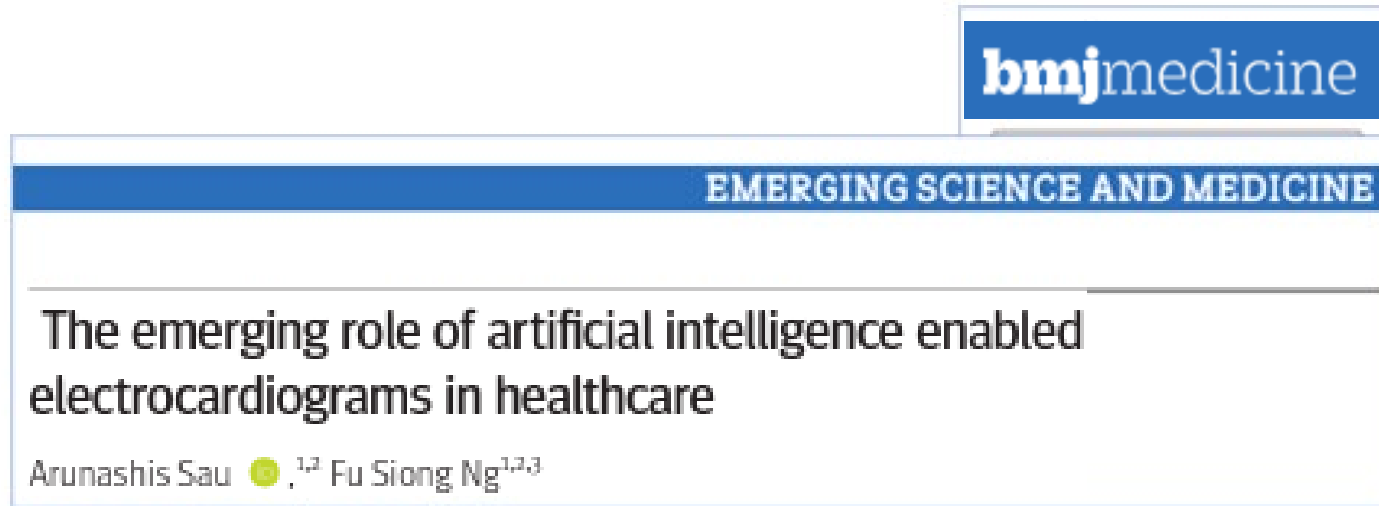 bmjmedicine
EMERGING SCIENCE AND MEDICINE
The emerging role of artificial intelligence enabled
electrocardiograms in healthcare
Arunashis Sau iD ,1,2 Fu Siong Ng1,2,3